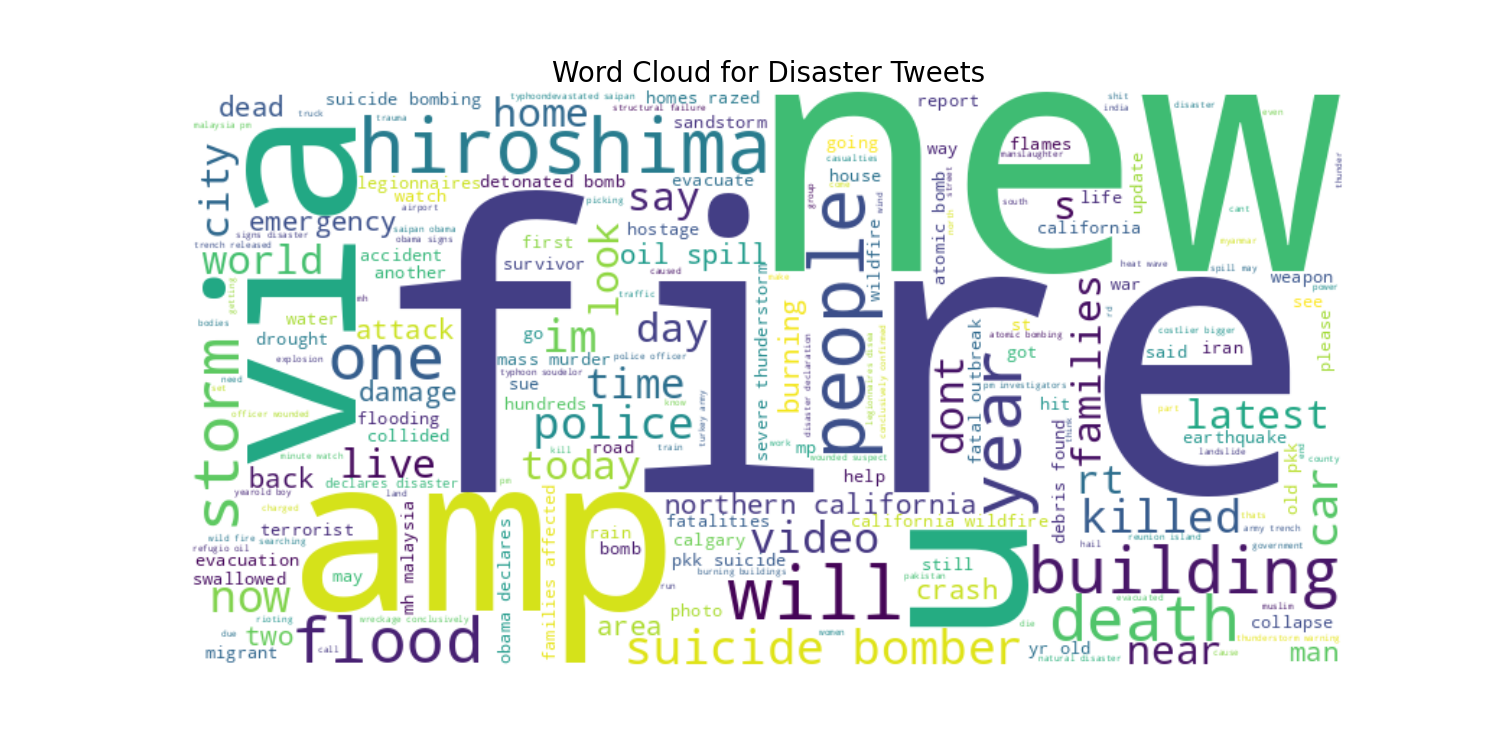 Word Cloud for Disaster Tweets
dead
suicide bombing
typhoondevastated saipan
homes razed
report
shit
india
disaster
even
malaysia pm
truck
trauma
home
structural failure
sandstorm
new
via
hiroshima
going
casualties
way
flames
manslaughter
update
thunder
city
legionnaires
detonated bomb
evacuate
come
house
watch
airport
picking
say
group
people
wind
atomic bomb
street
north
south
s
life
cant
emergency
signs disaster
saipan obama
obama signs
first
look
hostage
california
myanmar
trench released
world
accident
another
survivor
oil spill
caused
wildfire
heat wave
spill may
weapon
power
getting
mh
fire
traffic
make
war
families
rd
see
bodies
water
attack
go
im
day
severe thunderstorm
burning
st
fatal outbreak
atomic bombing
costlier bigger
please
storm
drought
one
explosion
mass murder
police officer
disaster declaration
legionnaires disea
conclusively confirmed
dont
year
got
said
iran
need
set
damage
typhoon soudelor
sue
time
pm investigators
officer wounded
flooding
hundreds
know
turkey army
hit
part
latest
collided
police
work
mp
think
earthquake
minute watch
live
kill
road
train
wounded suspect
debris found
landslide
old pkk
and
county
back
declares disaster
today
pm
help
rt
car
yearold boy
land
amp
northern california
killed
charged
thats
terrorist
mh malaysia
obama declares
families affected
rain
fatalities
california wildfire
army trench
wild fire
searching
bomb
calgary
video
u
hail
reunion island
government
refugio oil
evacuation
pkk suicide
still
building
swallowed
may
burning buildings
pakistan
now
run
will
crash
evacuated
photo
muslim
rioting
wreckage conclusively
area
women
die
death
collapse
due
two
flood
call
suicide bomber
thunderstorm warning
migrant
yr old
natural disaster
near
cause
man